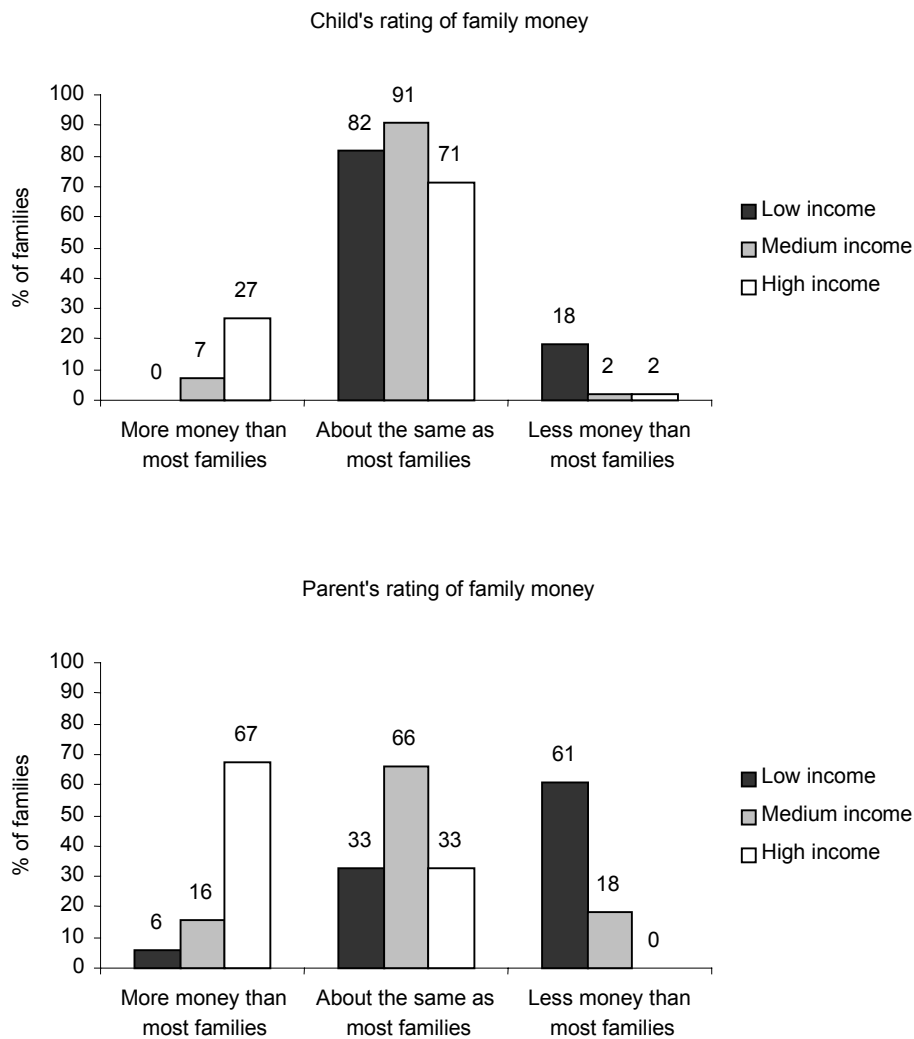 Child's rating of family money
% of families
100
90
80
70
60
50
40
30
20
10
0
0
7
27
82
91
71
18
2
2
More money than
most families
About the same as
most families
Less money than
most families
Low income
Medium income
High income
Parent's rating of family money
% of families
100
90
80
70
60
50
40
30
20
10
0
6
16
67
33
66
33
61
18
0
More money than
most families
About the same as
most families
Less money than
most families
Low income
Medium income
High income